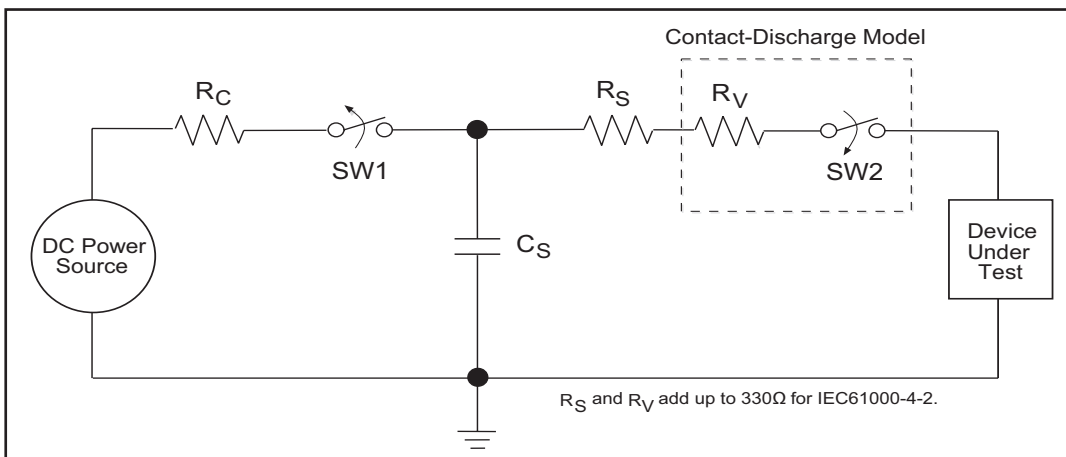 Contact-Discharge Model
RC
RS
RV
SW1
SW2
DC Power
Source
CS
Device
Under
Test
RS and RV add up to 330Ω for IEC61000-4-2.